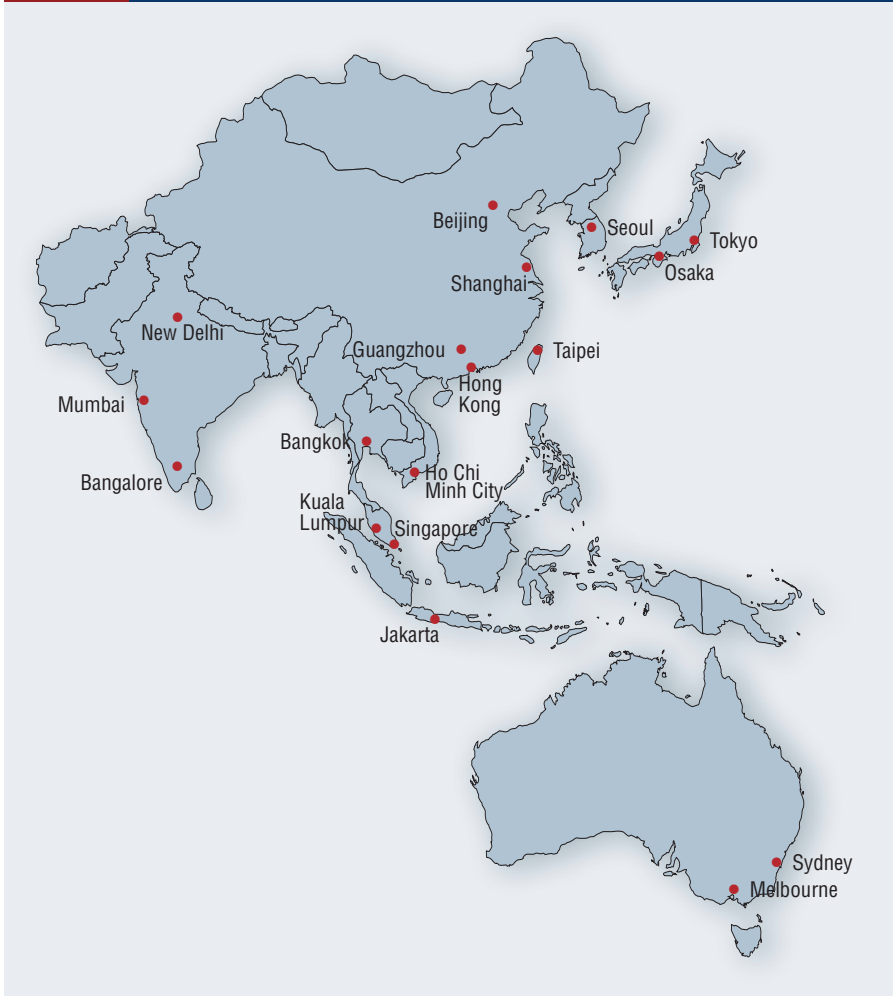 Beijing
Seoul
Tokyo
Osaka
Shanghai
New Delhi
Guangzhou
Taipei
Hong
Kong
Mumbai
Bangkok
Ho Chi
Minh City
Bangalore
Kuala
Lumpur
Singapore
Jakarta
Sydney
Melbourne